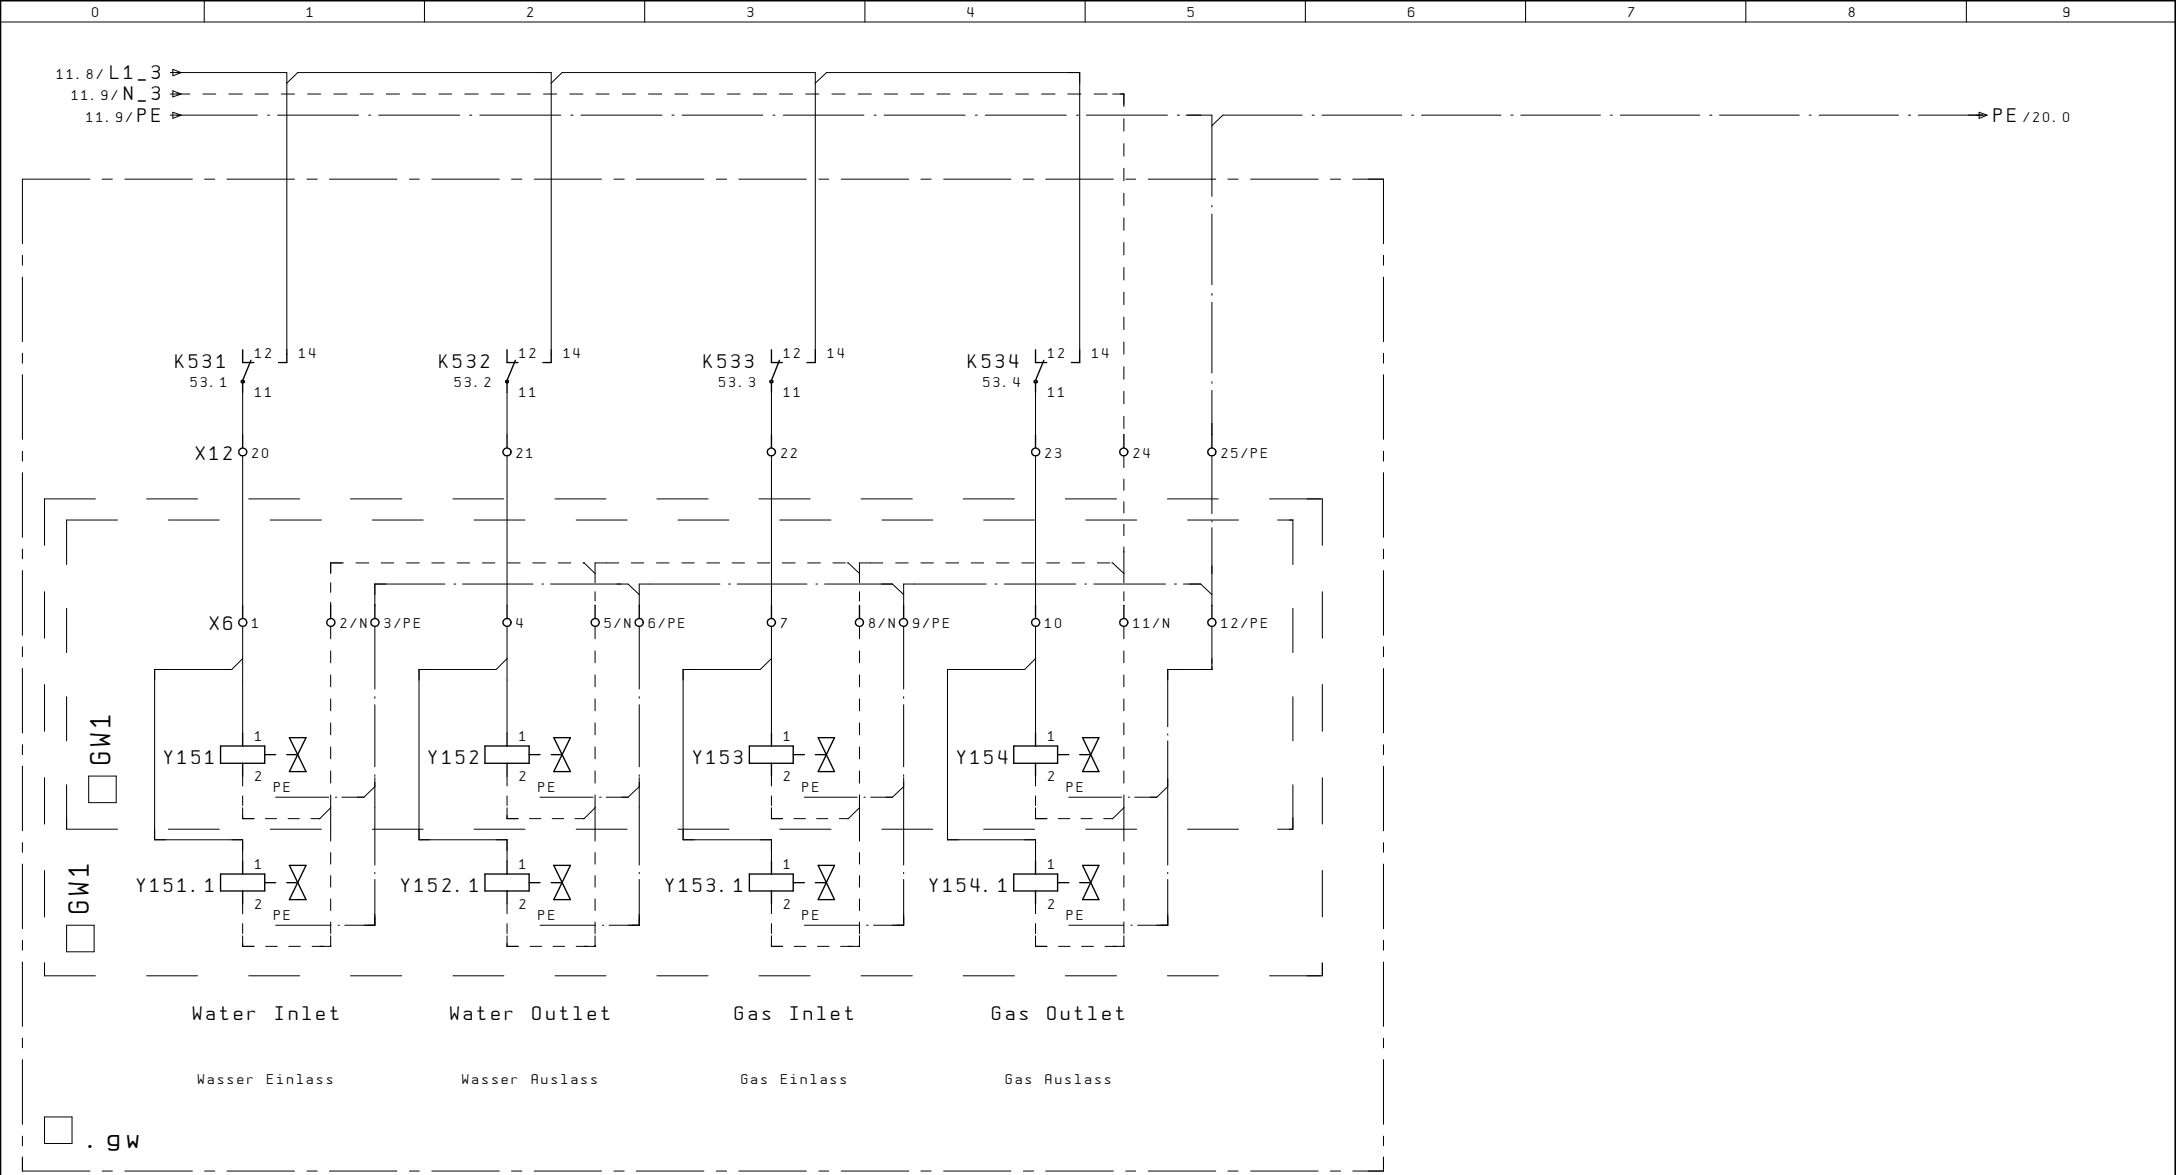 0 1 2 3 4 5 6 7 8 9
11.8/L1_3
11.9/N_3
11.9/PE
PE/20.0
K531 12 14 K532 12 14 K533 12 14 K534 12 14
53.1 11 53.2 11 53.3 11 53.4 11
X12 20 21 22 23 24 25/PE
X6 1 2/N 3/PE 4 5/N 6/PE 7 8/N 9/PE 10 11/N 12/PE
GW1
1 1 1 1
Y151 Y152 Y153 Y154
2 PE 2 PE 2 PE 2 PE
GW1
1 1 1 1
Y151.1 Y152.1 Y153.1 Y154.1
2 PE 2 PE 2 PE 2 PE
Water Inlet Water Outlet Gas Inlet Gas Outlet
Wasser Einlass Wasser Auslass Gas Einlass Gas Auslass
.gw